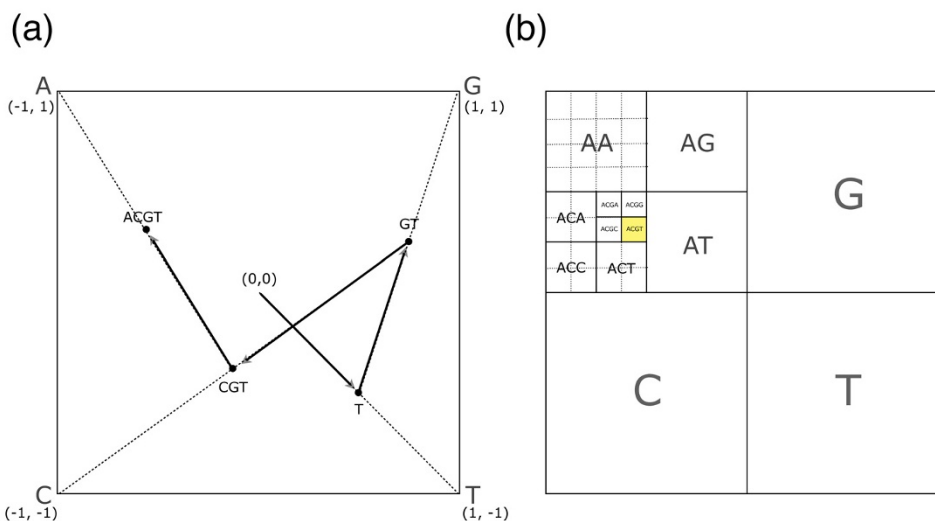 (a)
A
(-1, 1)
G
(1, 1)
ACGT
GT
(0,0)
CGT
T
C
(-1, -1)
T
(1, -1)
(b)
AA
AG
G
ACA
ACGA
ACGG
ACGC
ACGT
AT
ACC
ACT
C
T